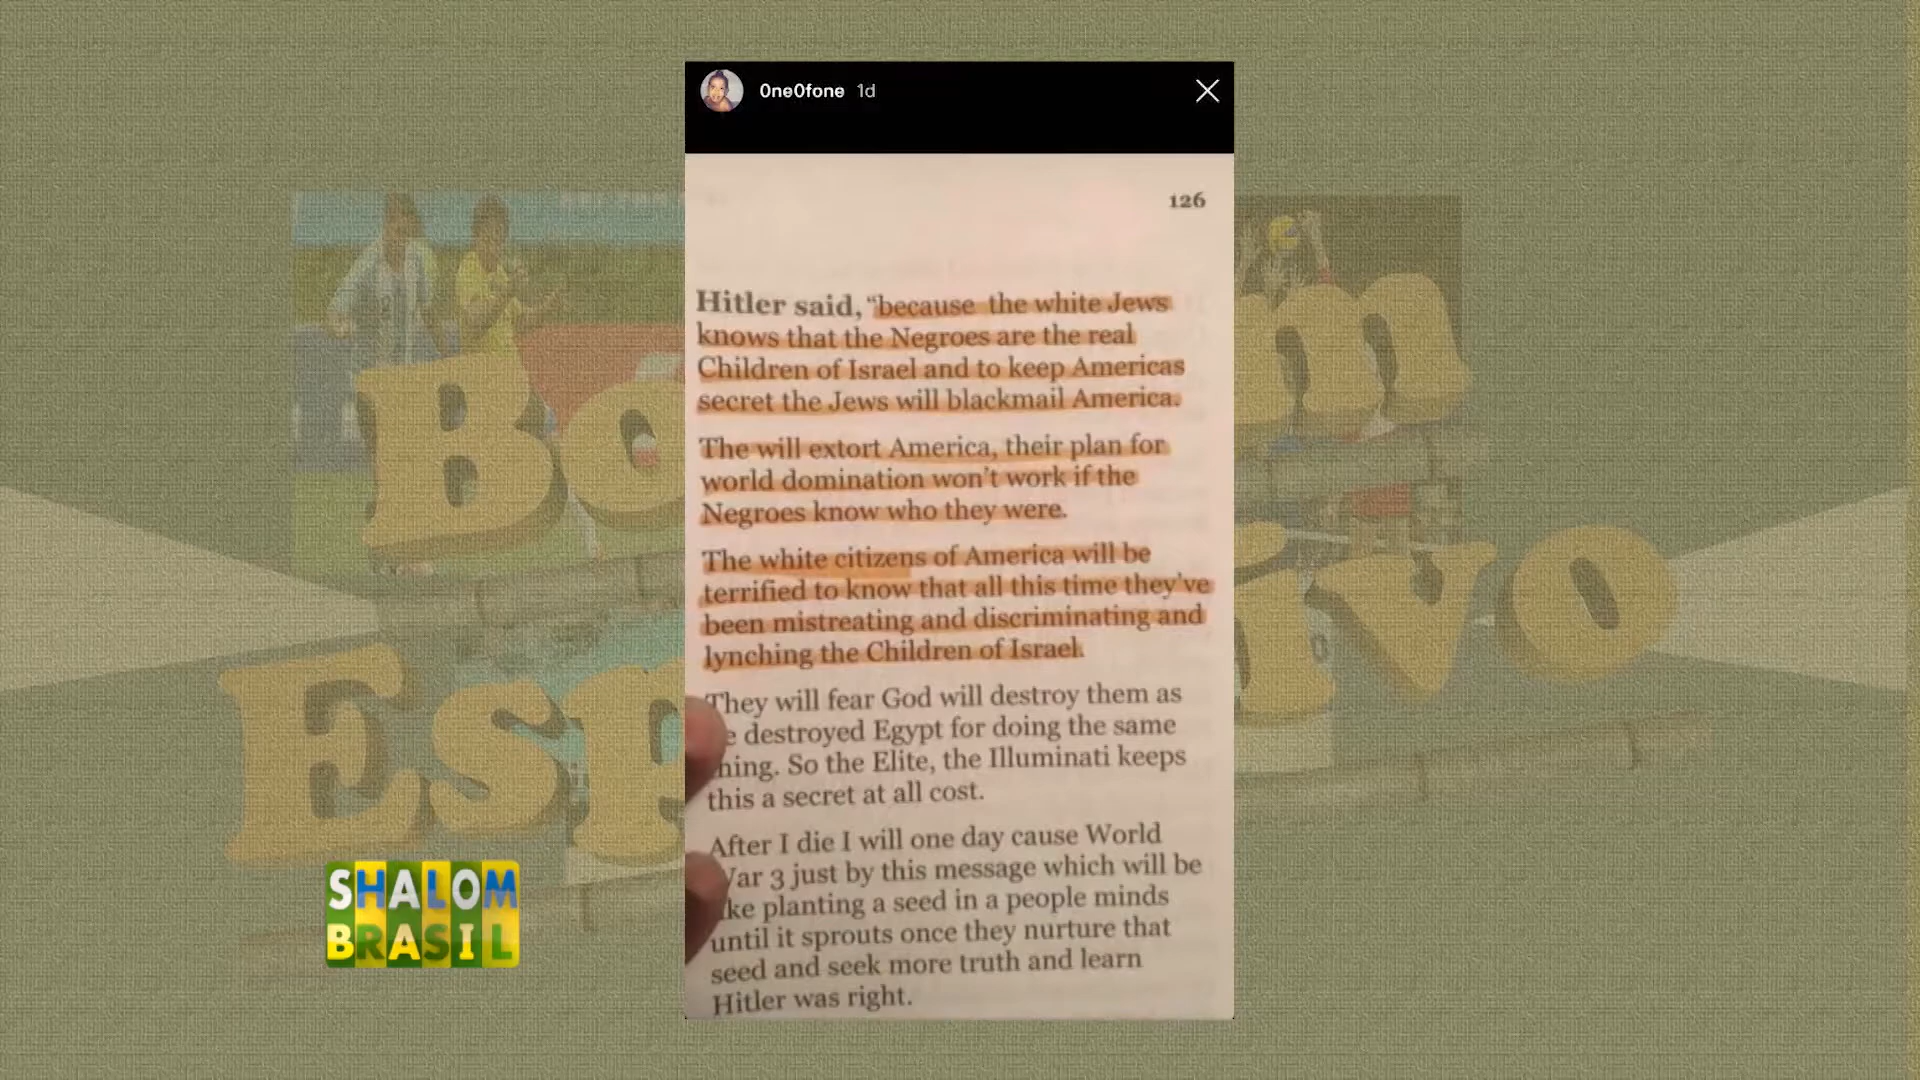 0ne0fone 1d
126
Hitler said, “because the white Jews
knows that the Negroes are the real
Children of Israel and to keep Americas
secret the Jews will blackmail America.
The will extort America, their plan for
world domination won't work if the
Negroes know who they were.
The white citizens of America will be
terrified to know that all this time they've
been mistreating and discriminating and
lynching the Children of Israel.
They will fear God will destroy them as
e destroyed Egypt for doing the same
hing. So the Elite, the Illuminati keeps
this a secret at all cost.
After I die I will one day cause World
War 3 just by this message which will be
ke planting a seed in a people minds
until it sprouts once they nurture that
seed and seek more truth and learn
Hitler was right.
SHALOM
BRASIL